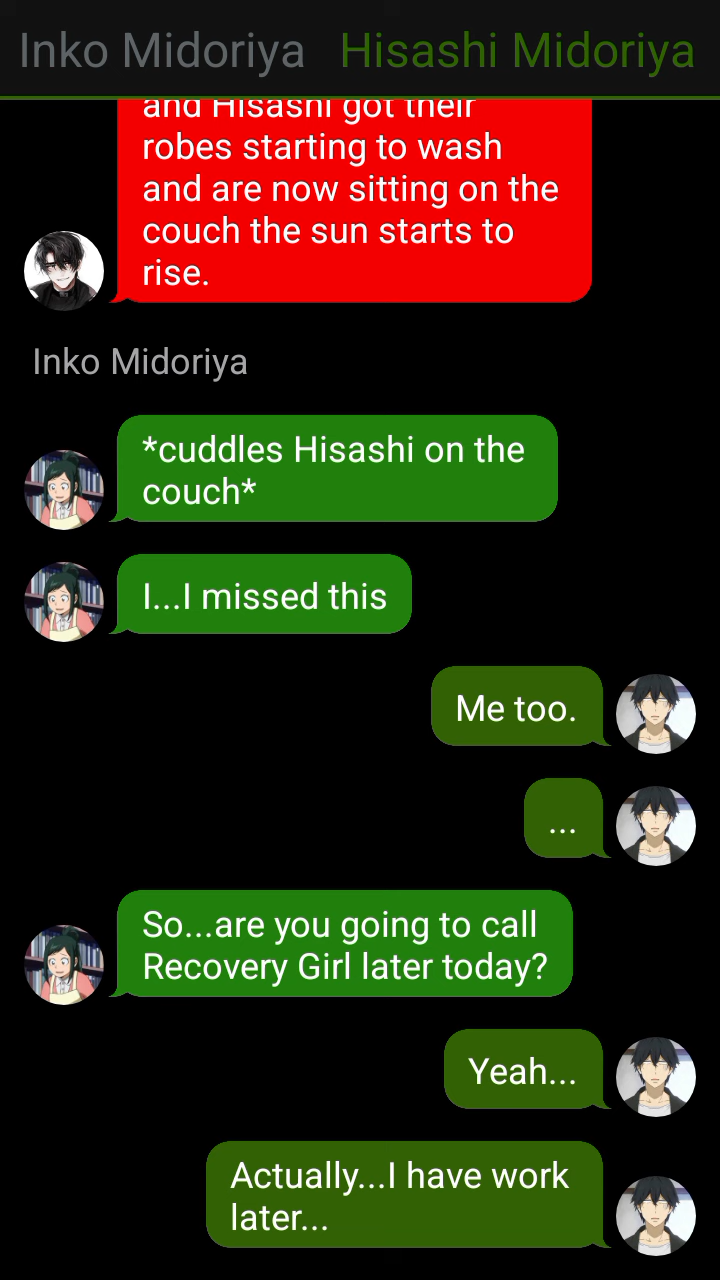 Inko Midoriya Hisashi Midoriya
and Hisashi got their
robes starting to wash
and are now sitting on the
couch the sun starts to
rise.
Inko Midoriya
*cuddles Hisashi on the
couch*
I...I missed this
Me too.
...
So...are you going to call
Recovery Girl later today?
Yeah...
Actually...I have work
later...